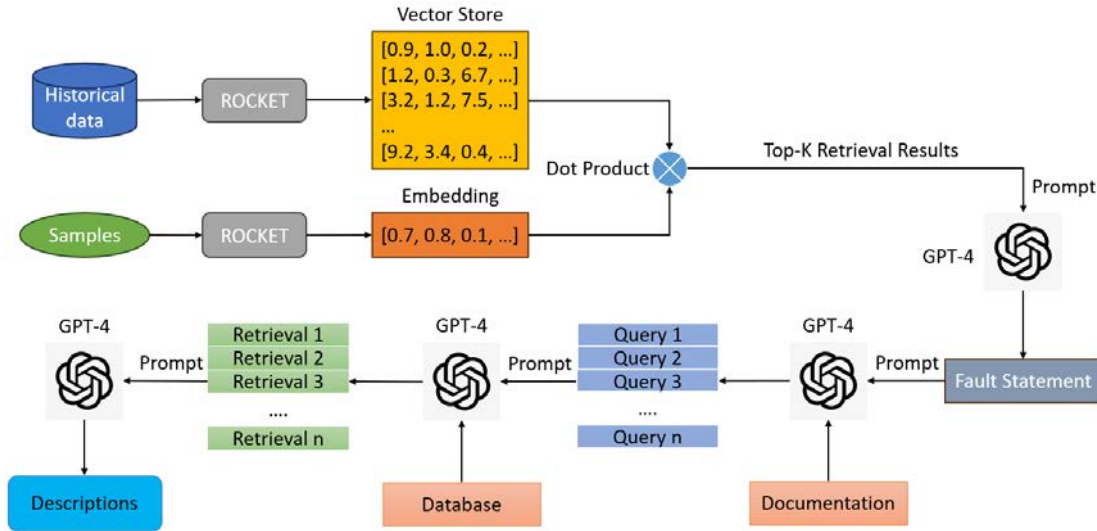 Vector Store
[0.9, 1.0, 0.2, ...]
[1.2, 0.3, 6.7, ...]
[3.2, 1.2, 7.5, ...]
...
[9.2, 3.4, 0.4, ...]
Historical
data
ROCKET
Dot Product
Top-K Retrieval Results
Prompt
Embedding
Samples
ROCKET
[0.7, 0.8, 0.1, ...]
GPT-4
GPT-4
Retrieval 1
Retrieval 2
Retrieval 3
....
Retrieval n
Prompt
GPT-4
Prompt
Query 1
Query 2
Query 3
....
Query n
GPT-4
Prompt
Fault Statement
Descriptions
Database
Documentation